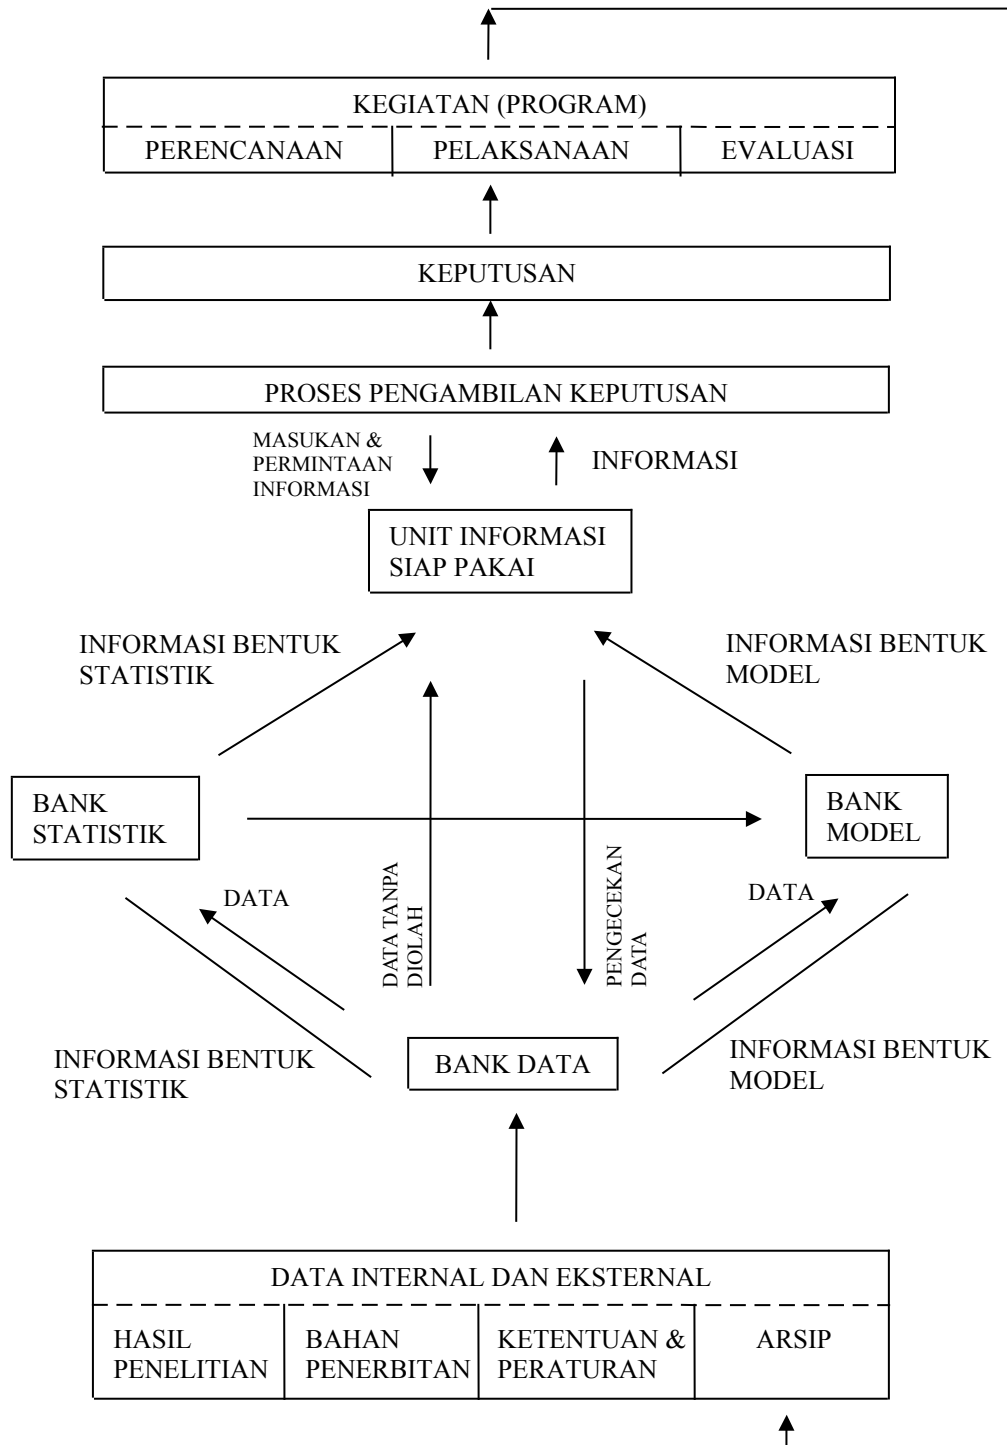 KEGIATAN (PROGRAM)
PERENCANAAN
PELAKSANAAN
EVALUASI
KEPUTUSAN
PROSES PENGAMBILAN KEPUTUSAN
MASUKAN &
PERMINTAAN
INFORMASI
INFORMASI
UNIT INFORMASI
SIAP PAKAI
INFORMASI BENTUK
STATISTIK
INFORMASI BENTUK
MODEL
BANK
STATISTIK
BANK
MODEL
DATA
DATA TANPA
DIOLAH
PENGECEKAN
DATA
DATA
INFORMASI BENTUK
STATISTIK
BANK DATA
INFORMASI BENTUK
MODEL
DATA INTERNAL DAN EKSTERNAL
HASIL
PENELITIAN
BAHAN
PENERBITAN
KETENTUAN &
PERATURAN
ARSIP